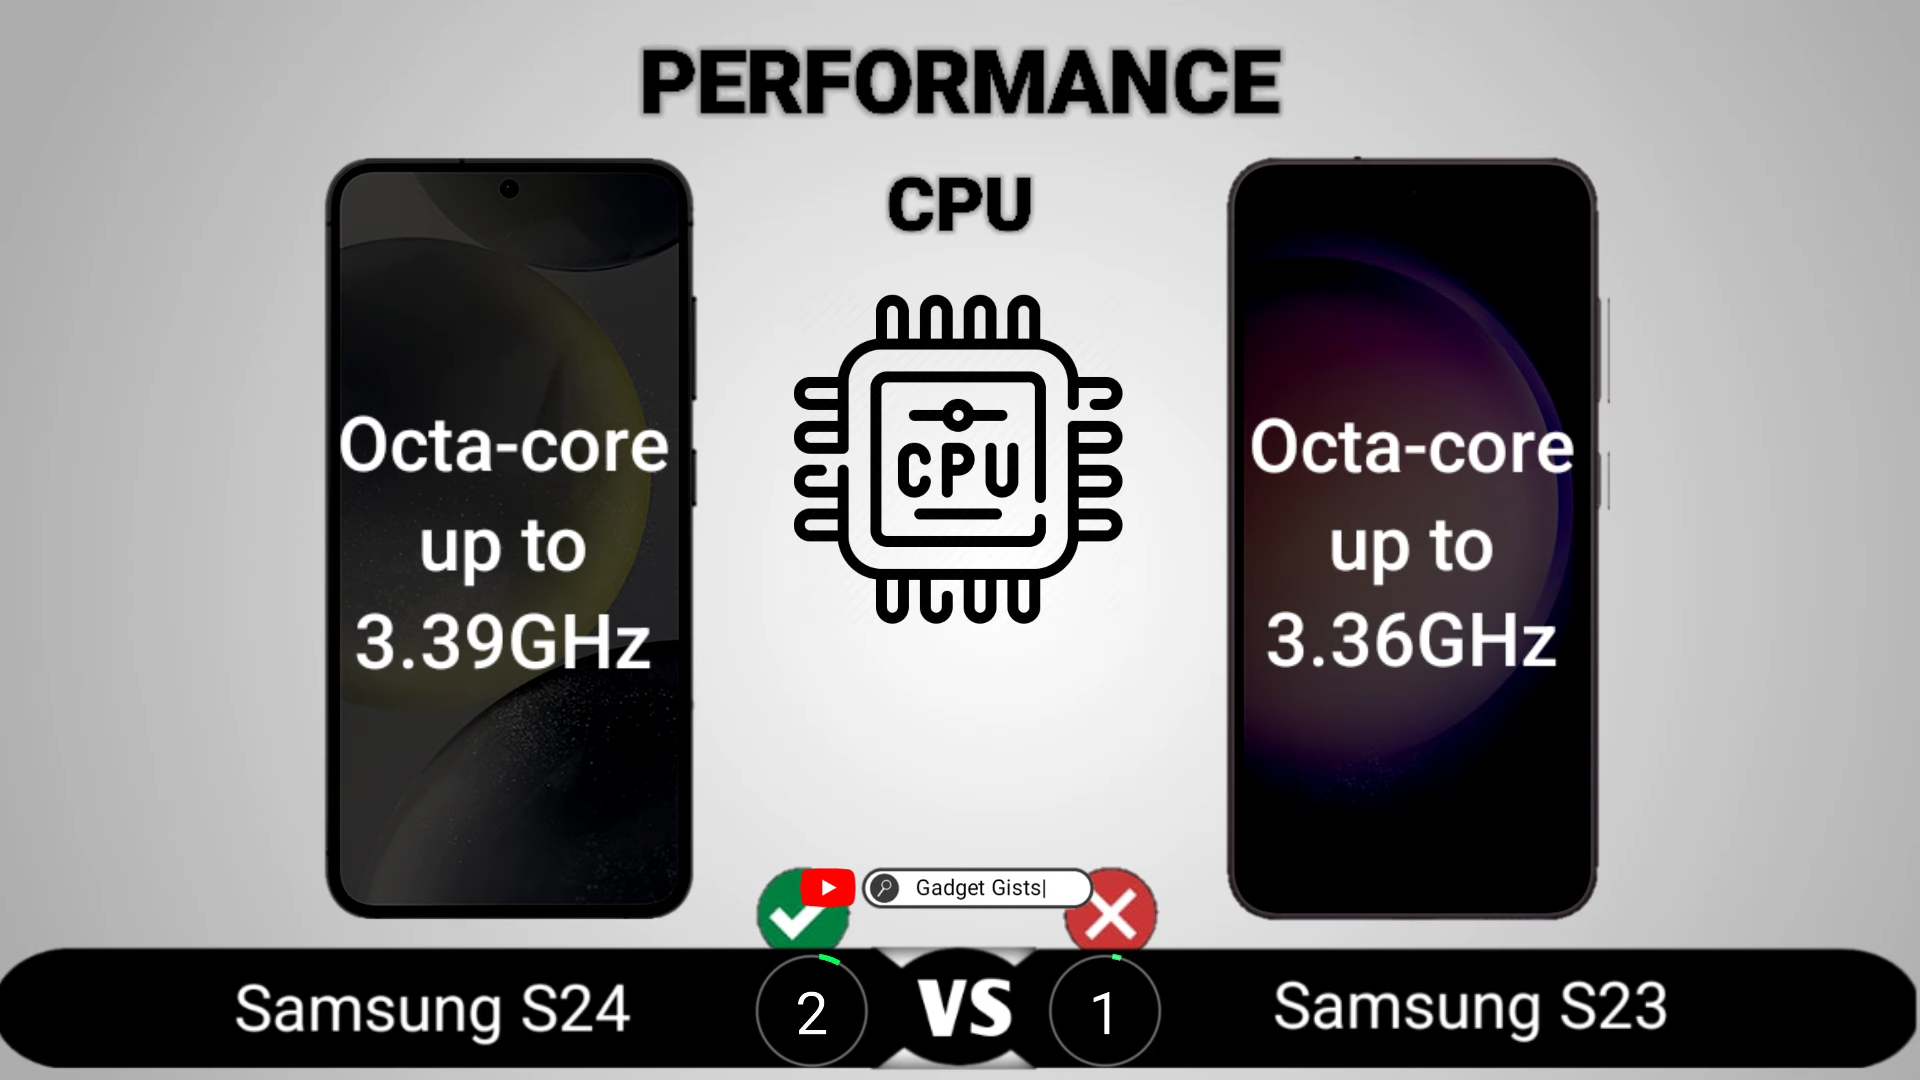 PERFORMANCE
CPU
Octa-core
up to
3.39GHz
CPU
Octa-core
up to
3.36GHz
Gadget Gists|
Samsung S24
2
VS
1
Samsung S23